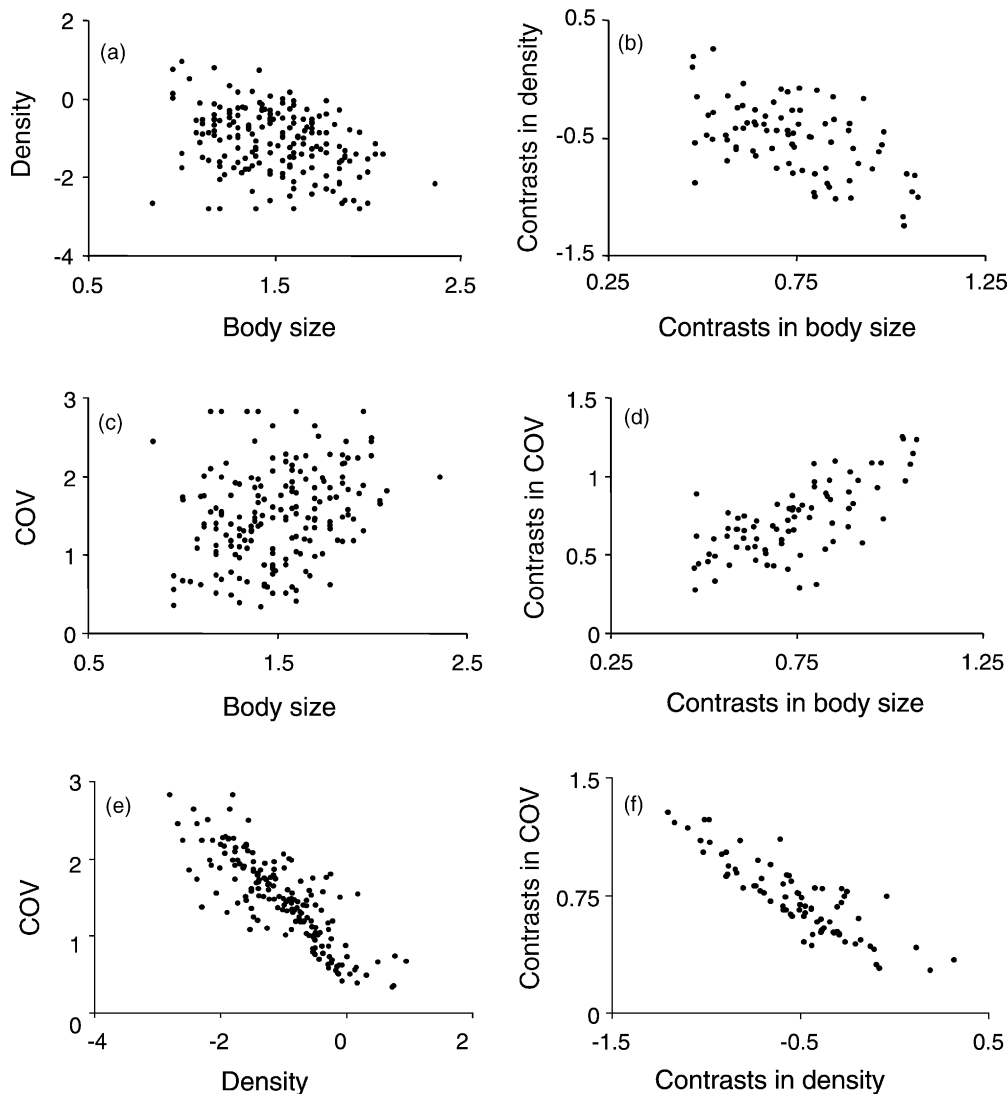 2
0
-2
-4
Density
(a)
0.5
1.5
2.5
Body size
0.5
-0.5
-1.5
Contrasts in density
(b)
0.25
0.75
1.25
Contrasts in body size
3
2
1
0
COV
(c)
0.5
1.5
2.5
Body size
1.5
1
0.5
0
Contrasts in COV
(d)
0.25
0.75
1.25
Contrasts in body size
3
2
1
0
COV
(e)
-4
-2
0
2
Density
1.5
0.75
0
Contrasts in COV
(f)
-1.5
-0.5
0.5
Contrasts in density